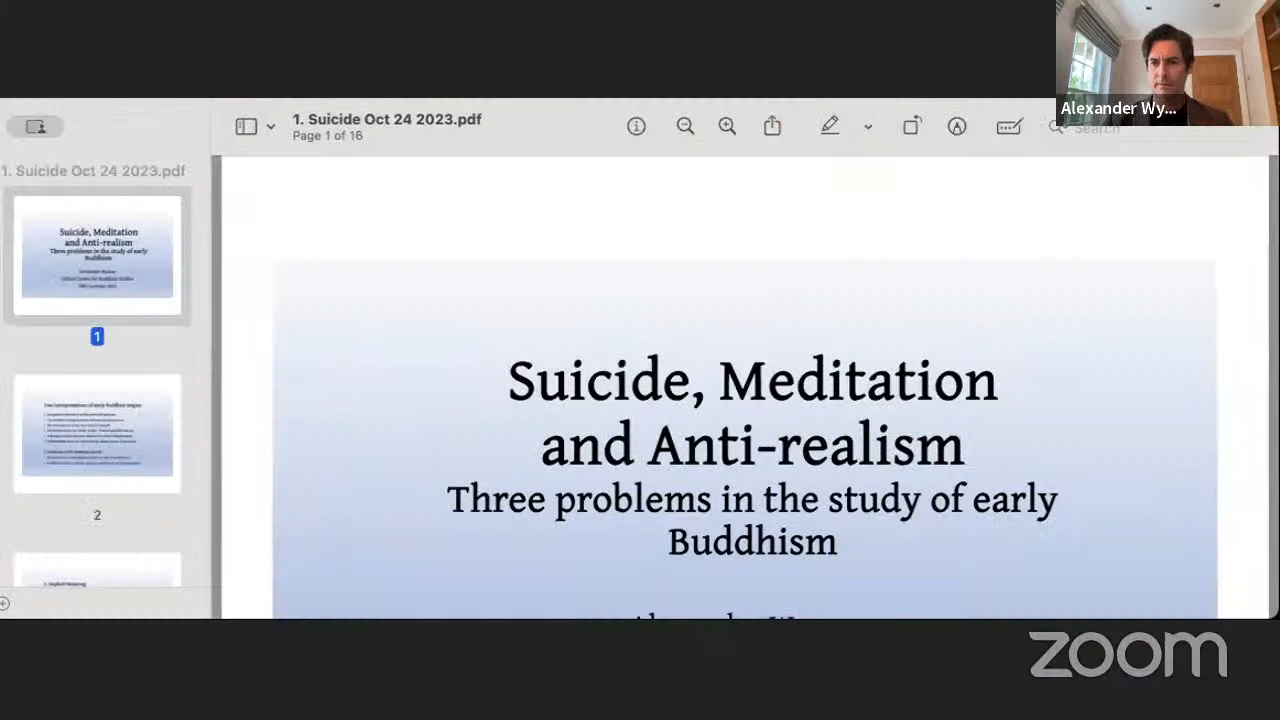 Alexander Wy...
1. Suicide Oct 24 2023.pdf
Page 1 of 16
Search
1. Suicide Oct 24 2023.pdf
Suicide, Meditation
and Anti-realism
Three problems in the study of early
Buddhism
1
2
Suicide, Meditation
and Anti-realism
Three problems in the study of early
Buddhism
zoom